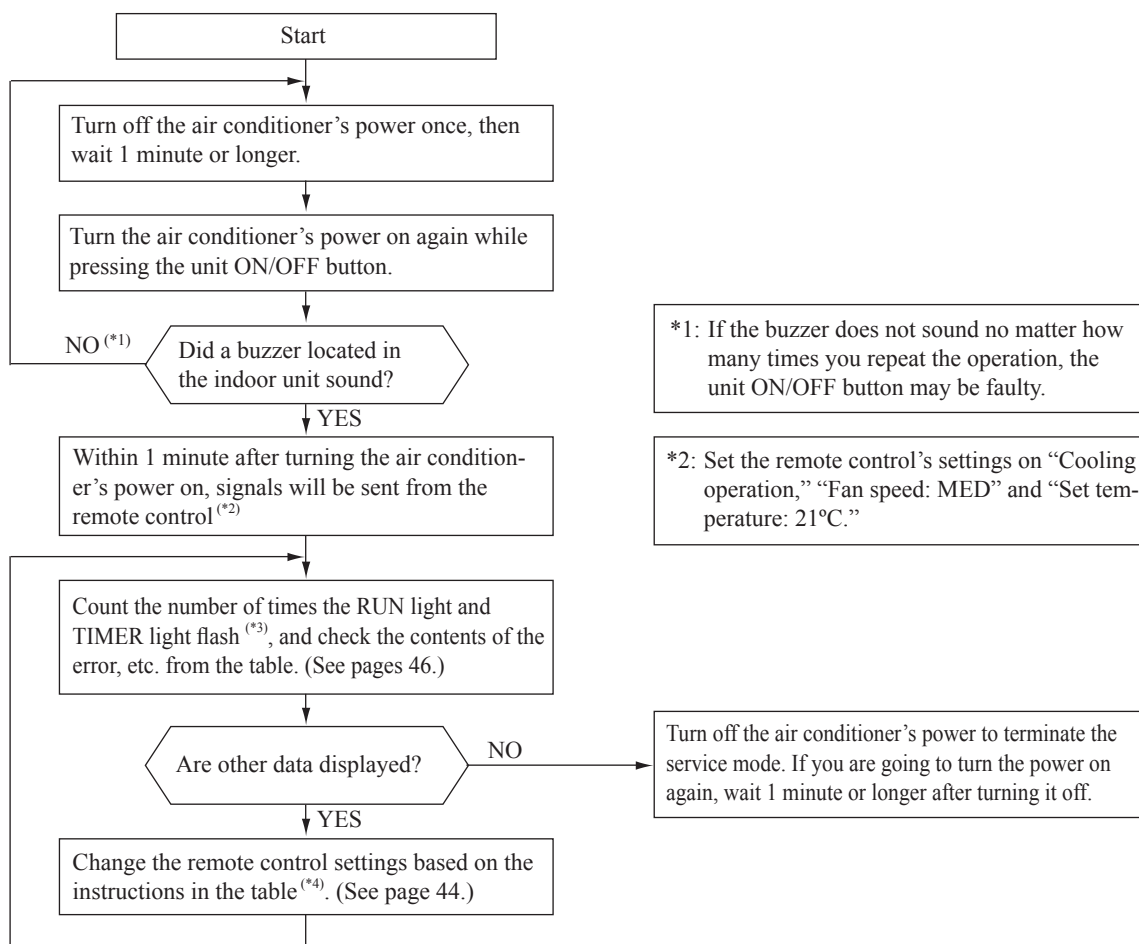 Start
Turn off the air conditioner's power once, then
wait 1 minute or longer.
Turn the air conditioner's power on again while
pressing the unit ON/OFF button.
NO (*1)
Did a buzzer located in
the indoor unit sound?
YES
Within 1 minute after turning the air condition-
er's power on, signals will be sent from the
remote control (*2)
Count the number of times the RUN light and
TIMER light flash (*3), and check the contents of the
error, etc. from the table. (See pages 46.)
Are other data displayed?
NO
YES
Change the remote control settings based on the
instructions in the table (*4). (See page 44.)
*1: If the buzzer does not sound no matter how
many times you repeat the operation, the
unit ON/OFF button may be faulty.
*2: Set the remote control's settings on “Cooling
operation,” “Fan speed: MED” and “Set tem-
perature: 21ºC.”
Turn off the air conditioner's power to terminate the
service mode. If you are going to turn the power on
again, wait 1 minute or longer after turning it off.